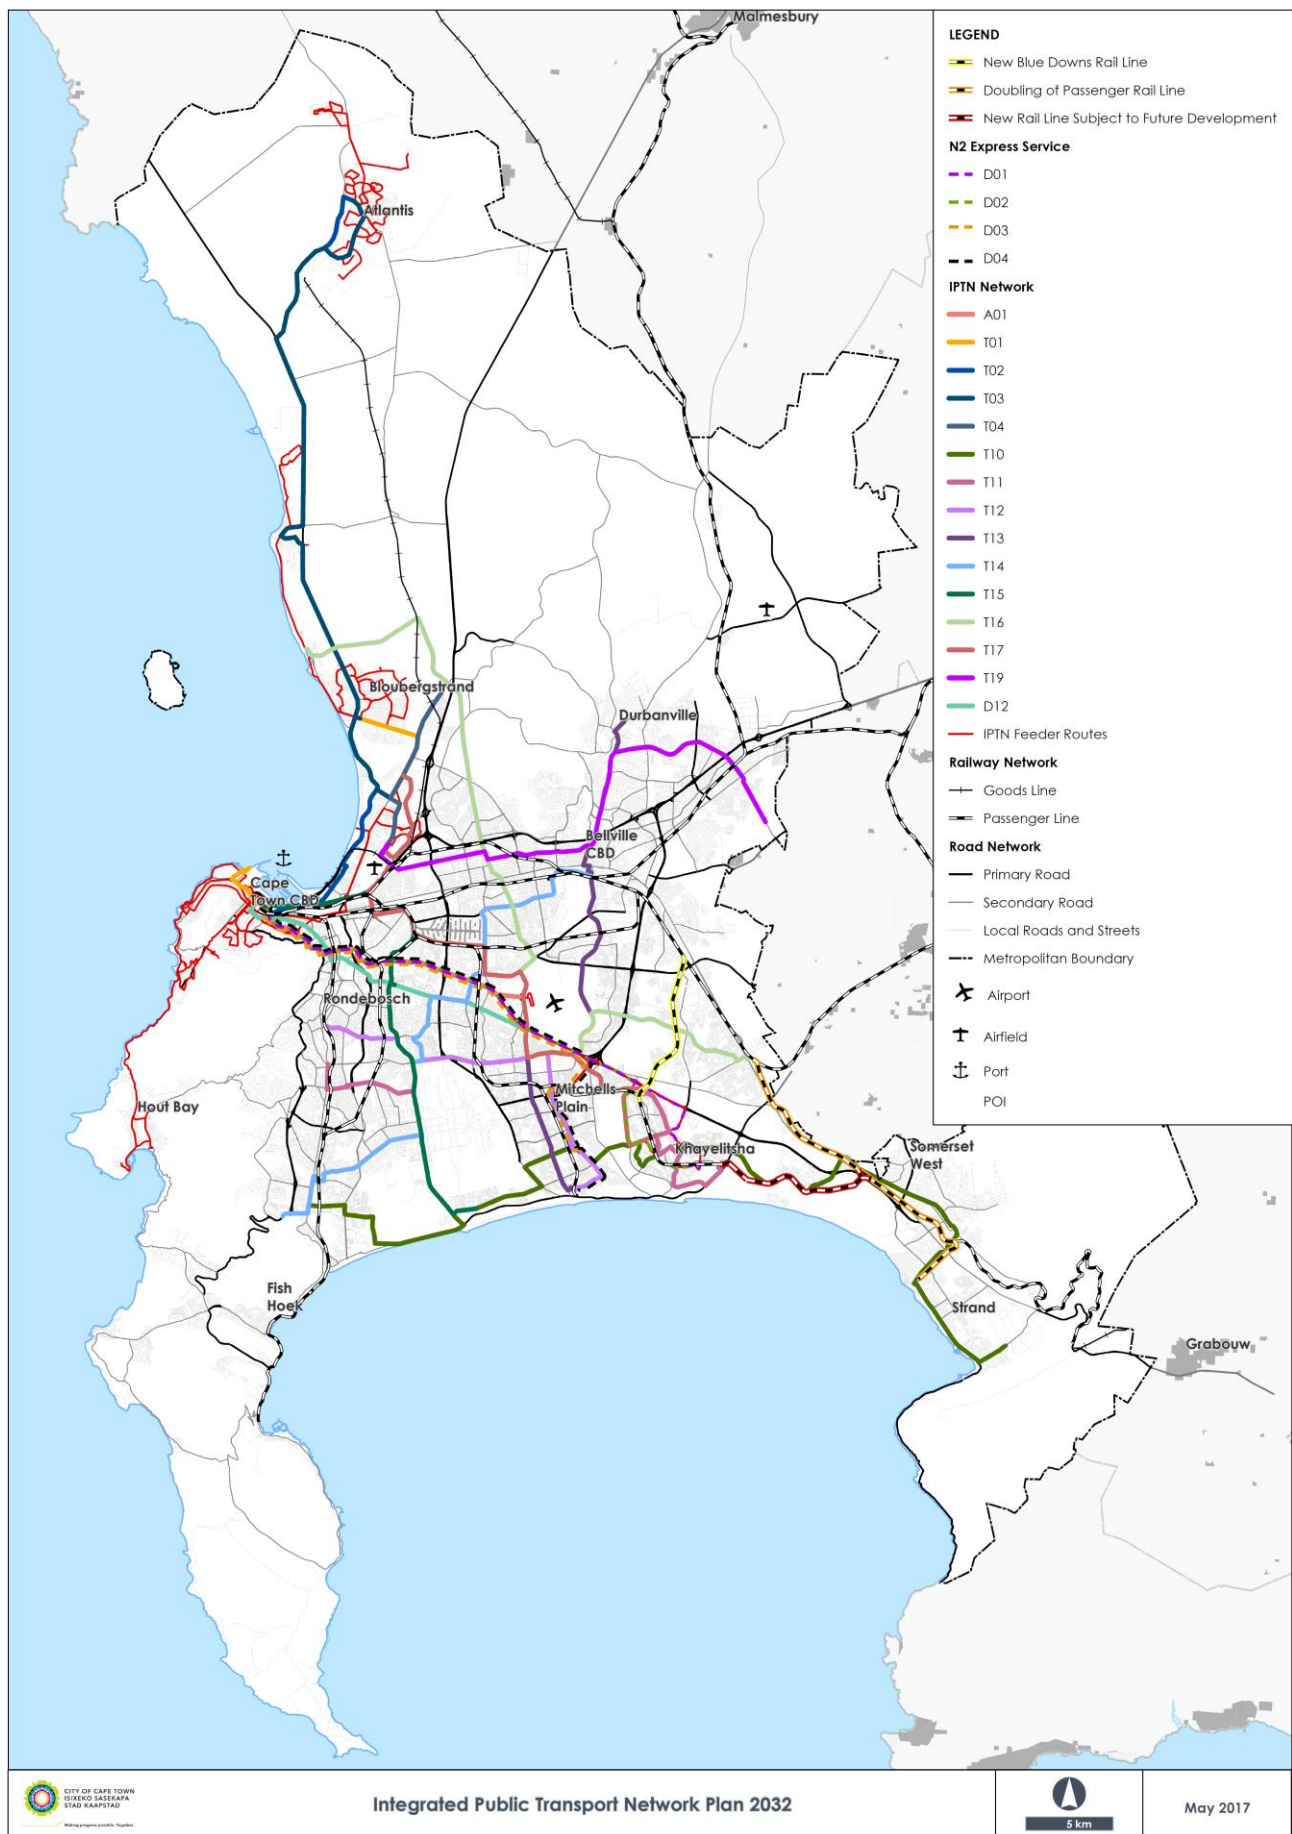 Malmesbury
Atlantis
Bloubergstrand
Durbanville
Bellville
CBD
Cape
Town CBD
Rondebosch
Mitchells
Plain
Hout Bay
Khayelitsha
Somerset
West
Fish
Hoek
Strand
Grabouw
LEGEND
New Blue Downs Rail Line
Doubling of Passenger Rail Line
New Rail Line Subject to Future Development
N2 Express Service
D01
D02
D03
D04
IPTN Network
A01
T01
T02
T03
T04
T10
T11
T12
T13
T14
T15
T16
T17
T19
D12
IPTN Feeder Routes
Railway Network
Goods Line
Passenger Line
Road Network
Primary Road
Secondary Road
Local Roads and Streets
Metropolitan Boundary
Airport
Airfield
Port
POI
CITY OF CAPE TOWN
ISIXEKO SASEKAPA
STAD KAAPSTAD
Making progress possible. Together.
Integrated Public Transport Network Plan 2032
5 km
May 2017